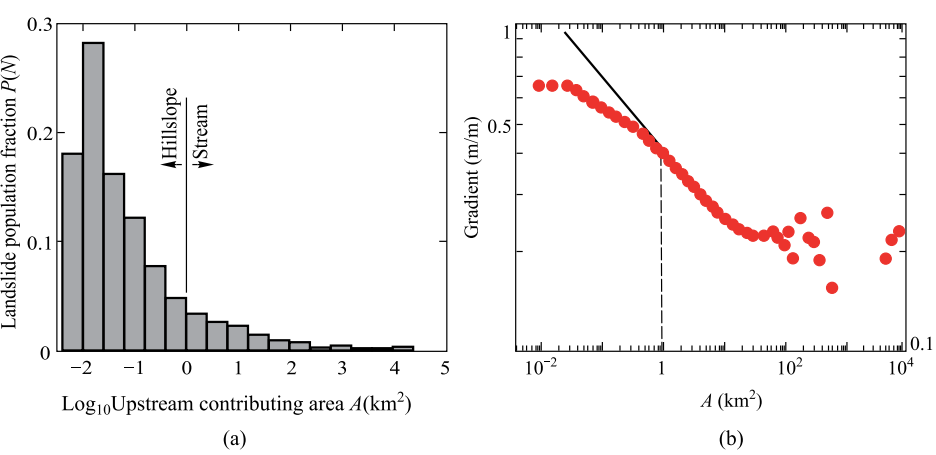 Landslide population fraction P(N)
0.3
0.2
0.1
0
Hillslope
Stream
−2 −1 0 1 2 3 4 5
Log₁₀Upstream contributing area A(km²)
(a)
Gradient (m/m)
1
0.5
0.1
10⁻² 1 10² 10⁴
A (km²)
(b)